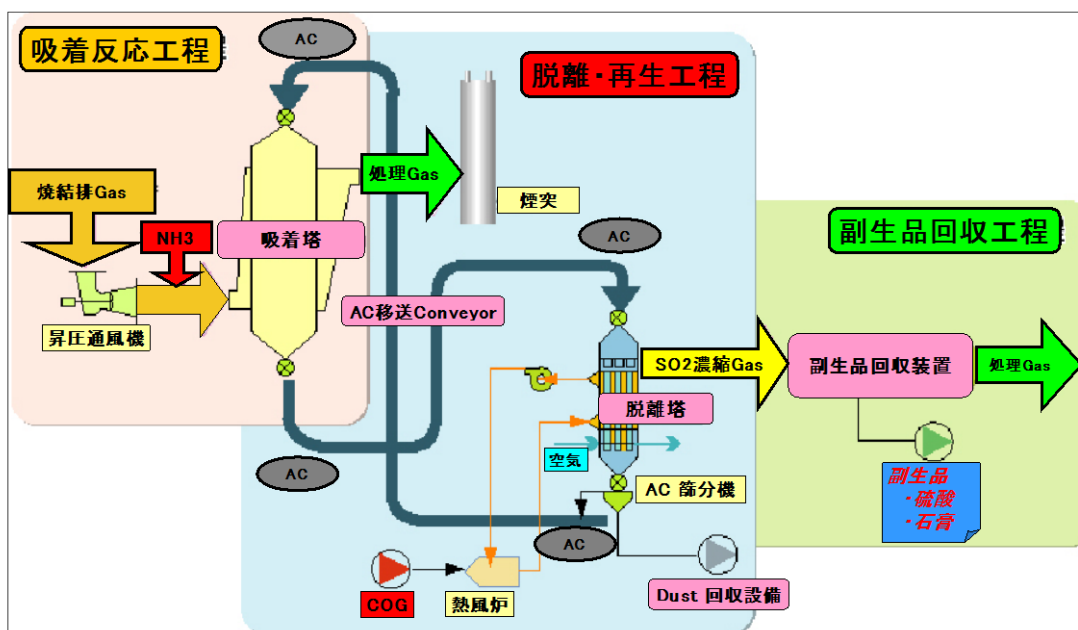 吸着反応工程
AC
脱離・再生工程
焼結排Gas
NH3
吸着塔
処理Gas
煙突
昇圧通風機
AC
副生品回収工程
AC移送Conveyor
SO2濃縮Gas
副生品回収装置
処理Gas
脱離塔
空気
AC
AC 篩分機
副生品
・硫酸
・石膏
AC
COG
熱風炉
Dust 回収設備